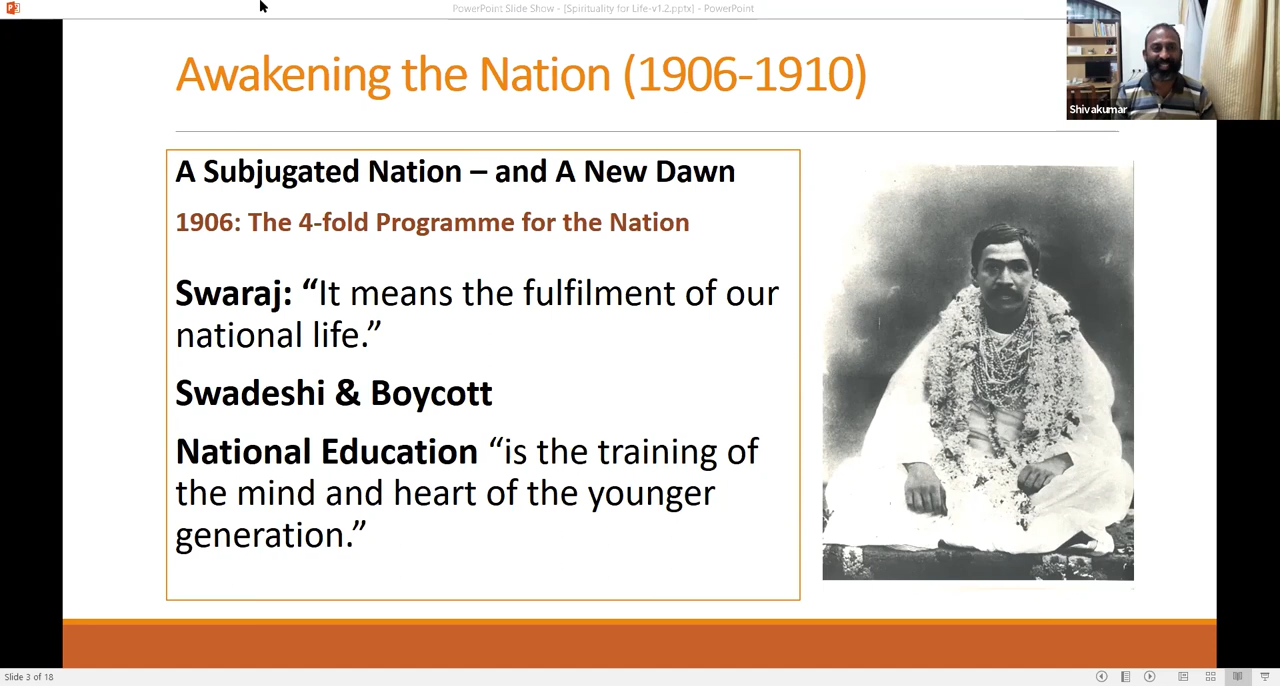 PowerPoint Slide Show - [Spirituality for Life-v1.2.pptx] - PowerPoint
Awakening the Nation (1906-1910)
Shivakumar
A Subjugated Nation – and A New Dawn
1906: The 4-fold Programme for the Nation
Swaraj: “It means the fulfilment of our
national life.”
Swadeshi & Boycott
National Education “is the training of
the mind and heart of the younger
generation.”
Slide 3 of 18